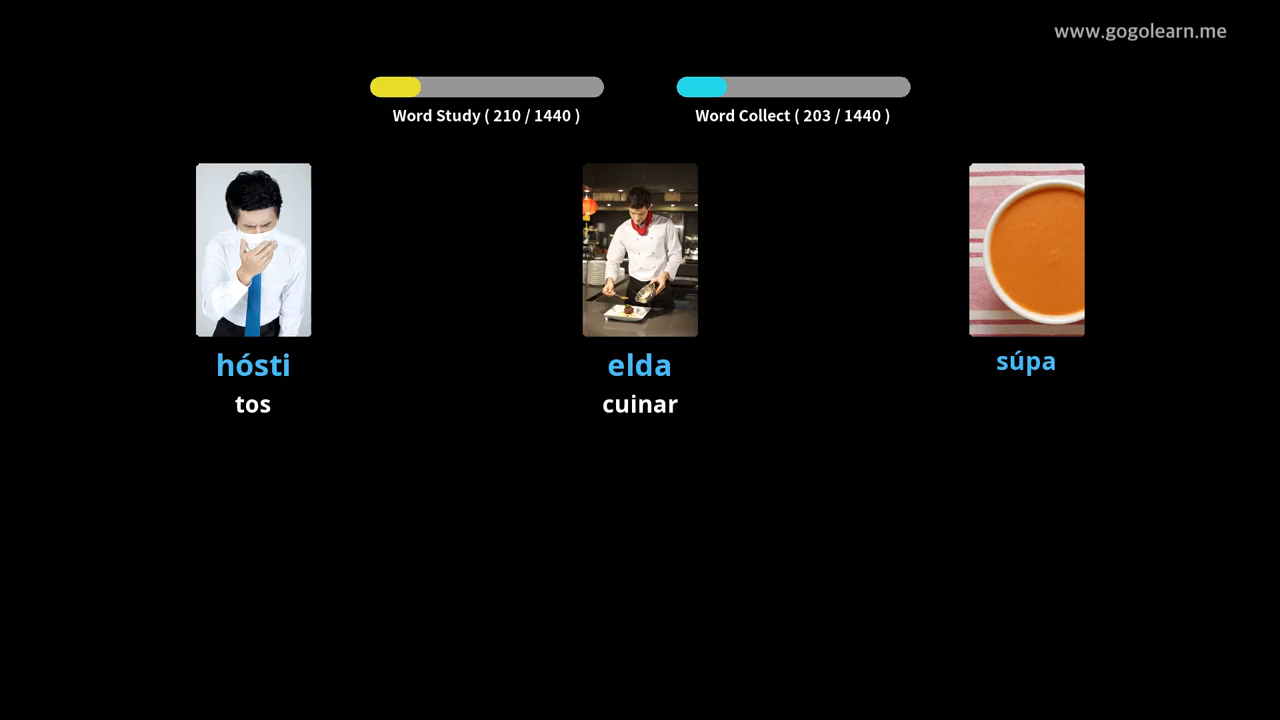 www.gogolearn.me
Word Study ( 210 / 1440 )
Word Collect ( 203 / 1440 )
hósti
elda
súpa
tos
cuinar